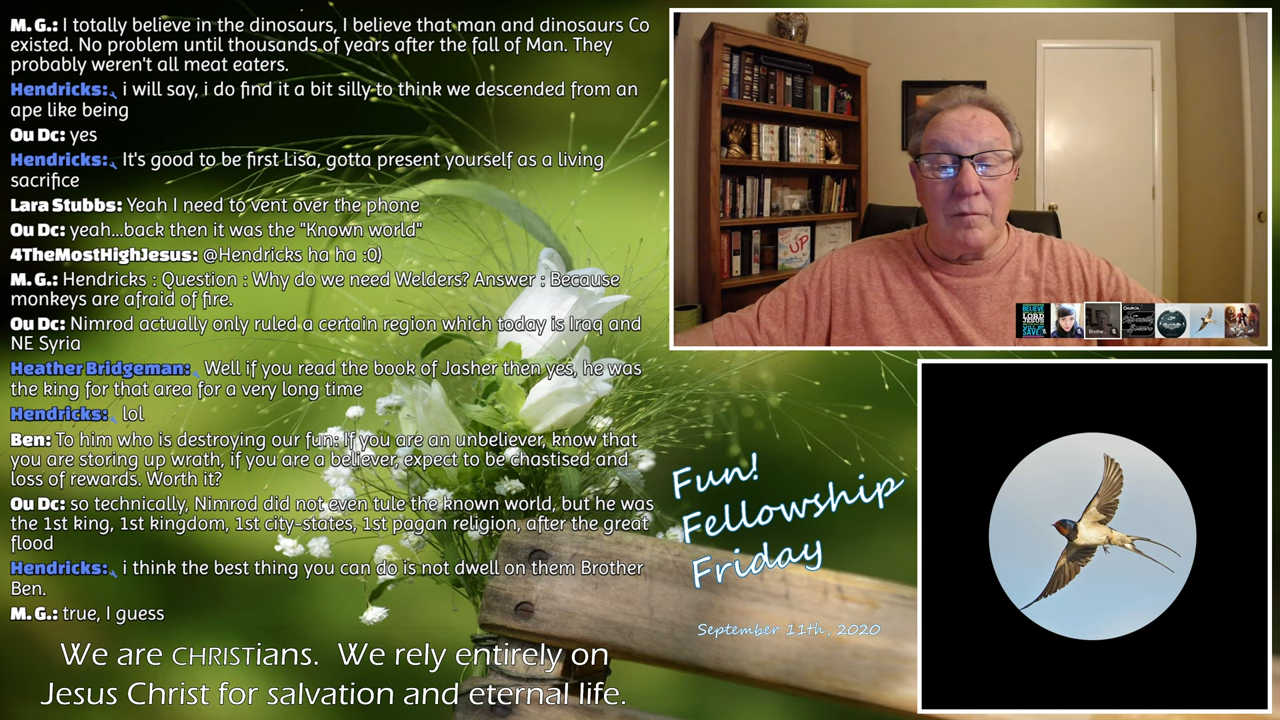 M. G.: I totally believe in the dinosaurs, I believe that man and dinosaurs Co
existed. No problem until thousands of years after the fall of Man. They
probably weren't all meat eaters.
Hendricks: i will say, i do find it a bit silly to think we descended from an
ape like being
Ou Dc: yes
Hendricks: It's good to be first Lisa, gotta present yourself as a living
sacrifice
Lara Stubbs: Yeah I need to vent over the phone
Ou Dc: yeah...back then it was the "Known world"
4TheMostHighJesus: @Hendricks ha ha :0)
M. G.: Hendricks : Question : Why do we need Welders? Answer : Because
monkeys are afraid of fire.
Ou Dc: Nimrod actually only ruled a certain region which today is Iraq and
NE Syria
Heather Bridgeman: Well if you read the book of Jasher then yes, he was
the king for that area for a very long time
Hendricks: lol
Ben: To him who is destroying our fun: If you are an unbeliever, know that
you are storing up wrath, if you are a believer, expect to be chastised and
loss of rewards. Worth it?
Ou Dc: so technically, Nimrod did not even tule the known world, but he was
the 1st king, 1st kingdom, 1st city-states, 1st pagan religion, after the great
flood
Hendricks: i think the best thing you can do is not dwell on them Brother
Ben.
M. G.: true, I guess
We are CHRISTians. We rely entirely on
Jesus Christ for salvation and eternal life.
UP
BELIEVE
LORD
JESUS
SAVE
Brothe...
CHURCH
Fun!
Fellowship
Friday
September 11th, 2020